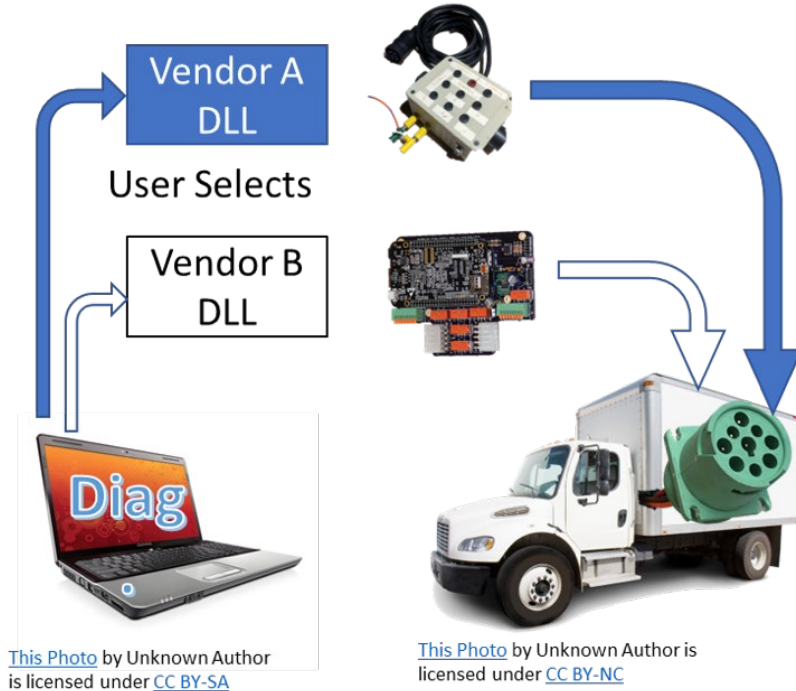 Vendor A
DLL
User Selects
Vendor B
DLL
Diag
This Photo by Unknown Author
is licensed under CC BY-SA
This Photo by Unknown Author is
licensed under CC BY-NC